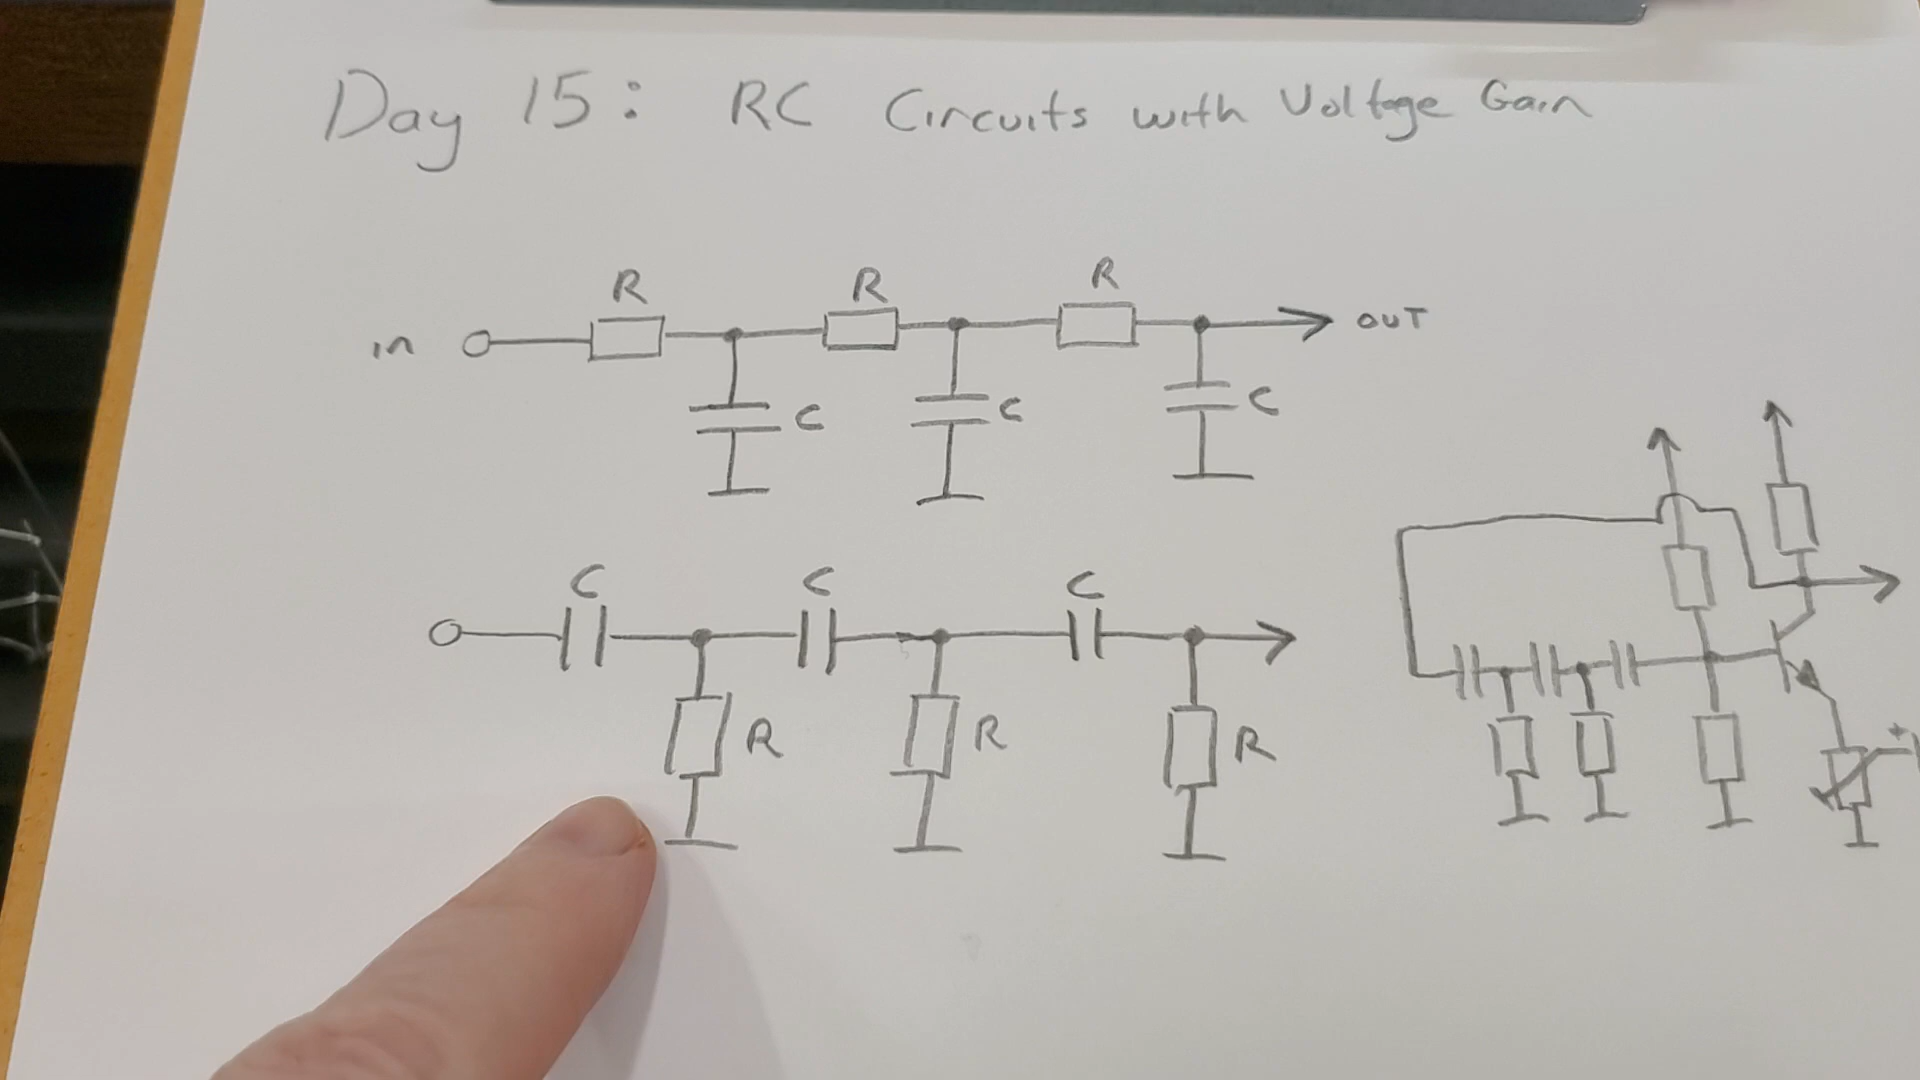 Day 15: RC Circuits with Voltage Gain
R R R
in OUT
C C C
C C C
R R R
+